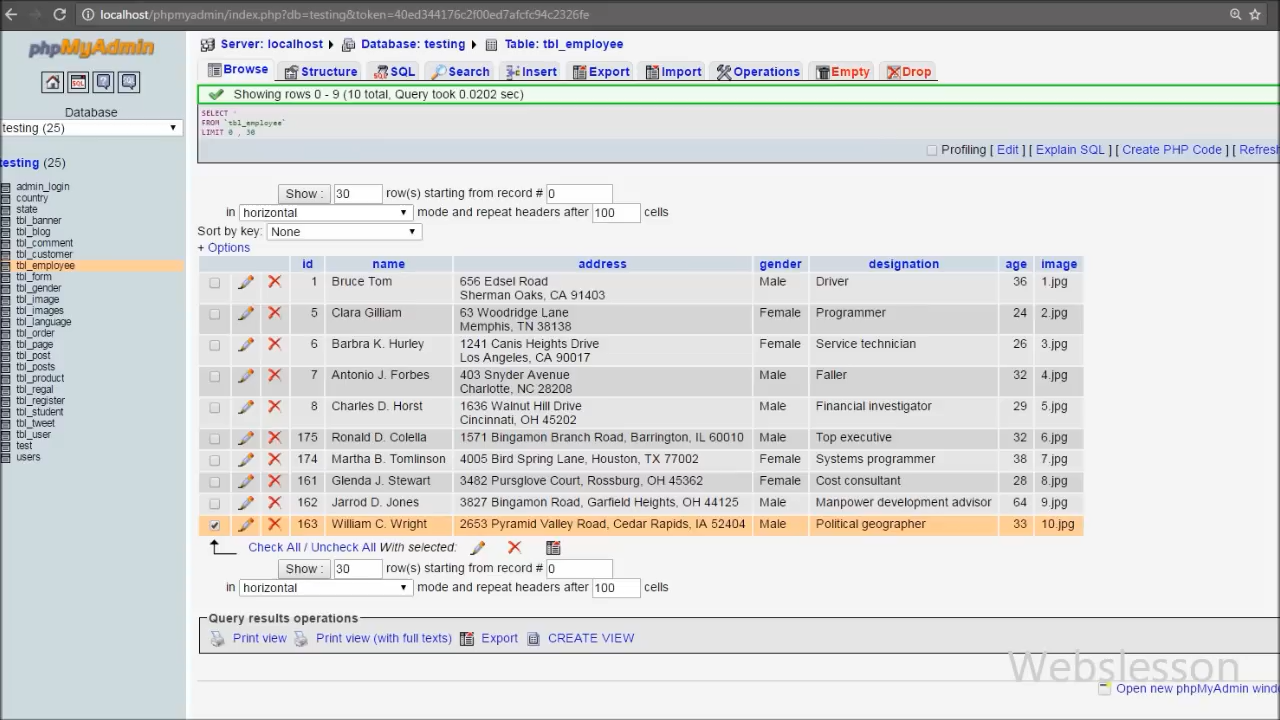 localhost/phpmyadmin/index.php?db=testing&token=40ed344176c2f00ed7afcfc94c2326fe
phpMyAdmin
Server: localhost Database: testing Table: tbl_employee
Browse Structure SQL Search Insert Export Import Operations Empty Drop
Showing rows 0 - 9 (10 total, Query took 0.0202 sec)
SELECT *
FROM `tbl_employee`
LIMIT 0 , 30
Profiling [ Edit ] [ Explain SQL ] [ Create PHP Code ] [ Refresh
Database
testing (25)
testing (25)
admin_login
country
state
tbl_banner
tbl_blog
tbl_comment
tbl_customer
tbl_employee
tbl_form
tbl_gender
tbl_image
tbl_images
tbl_language
tbl_order
tbl_page
tbl_post
tbl_posts
tbl_product
tbl_regal
tbl_register
tbl_student
tbl_tweet
tbl_user
test
users
Show : 30 row(s) starting from record # 0
in horizontal mode and repeat headers after 100 cells
Sort by key: None
+ Options
id name address gender designation age image
1 Bruce Tom 656 Edsel Road Male Driver 36 1.jpg
Sherman Oaks, CA 91403
5 Clara Gilliam 63 Woodridge Lane Female Programmer 24 2.jpg
Memphis, TN 38138
6 Barbra K. Hurley 1241 Canis Heights Drive Female Service technician 26 3.jpg
Los Angeles, CA 90017
7 Antonio J. Forbes 403 Snyder Avenue Male Faller 32 4.jpg
Charlotte, NC 28208
8 Charles D. Horst 1636 Walnut Hill Drive Male Financial investigator 29 5.jpg
Cincinnati, OH 45202
175 Ronald D. Colella 1571 Bingamon Branch Road, Barrington, IL 60010 Male Top executive 32 6.jpg
174 Martha B. Tomlinson 4005 Bird Spring Lane, Houston, TX 77002 Female Systems programmer 38 7.jpg
161 Glenda J. Stewart 3482 Pursglove Court, Rossburg, OH 45362 Female Cost consultant 28 8.jpg
162 Jarrod D. Jones 3827 Bingamon Road, Garfield Heights, OH 44125 Male Manpower development advisor 64 9.jpg
163 William C. Wright 2653 Pyramid Valley Road, Cedar Rapids, IA 52404 Male Political geographer 33 10.jpg
Check All / Uncheck All With selected:
Show : 30 row(s) starting from record # 0
in horizontal mode and repeat headers after 100 cells
Query results operations
Print view Print view (with full texts) Export CREATE VIEW
Webslesson
Open new phpMyAdmin windo